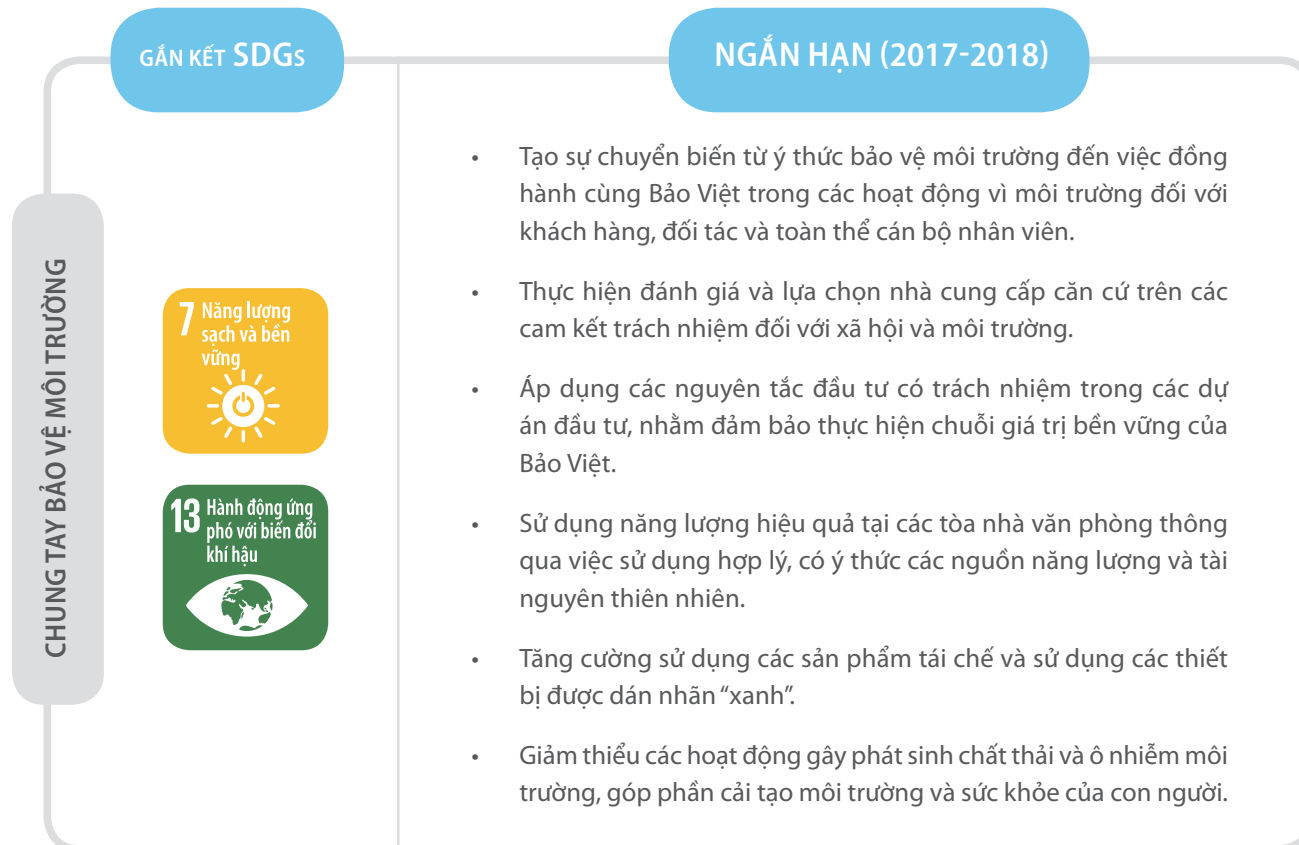 GẮN KẾT SDGs
NGẮN HẠN (2017-2018)
CHUNG TAY BẢO VỆ MÔI TRƯỜNG
7 Năng lượng
sạch và bền
vững
13 Hành động ứng
phó với biến đổi
khí hậu
• Tạo sự chuyển biến từ ý thức bảo vệ môi trường đến việc đồng
hành cùng Bảo Việt trong các hoạt động vì môi trường đối với
khách hàng, đối tác và toàn thể cán bộ nhân viên.
• Thực hiện đánh giá và lựa chọn nhà cung cấp căn cứ trên các
cam kết trách nhiệm đối với xã hội và môi trường.
• Áp dụng các nguyên tắc đầu tư có trách nhiệm trong các dự
án đầu tư, nhằm đảm bảo thực hiện chuỗi giá trị bền vững của
Bảo Việt.
• Sử dụng năng lượng hiệu quả tại các tòa nhà văn phòng thông
qua việc sử dụng hợp lý, có ý thức các nguồn năng lượng và tài
nguyên thiên nhiên.
• Tăng cường sử dụng các sản phẩm tái chế và sử dụng các thiết
bị được dán nhãn “xanh”.
• Giảm thiểu các hoạt động gây phát sinh chất thải và ô nhiễm môi
trường, góp phần cải tạo môi trường và sức khỏe của con người.